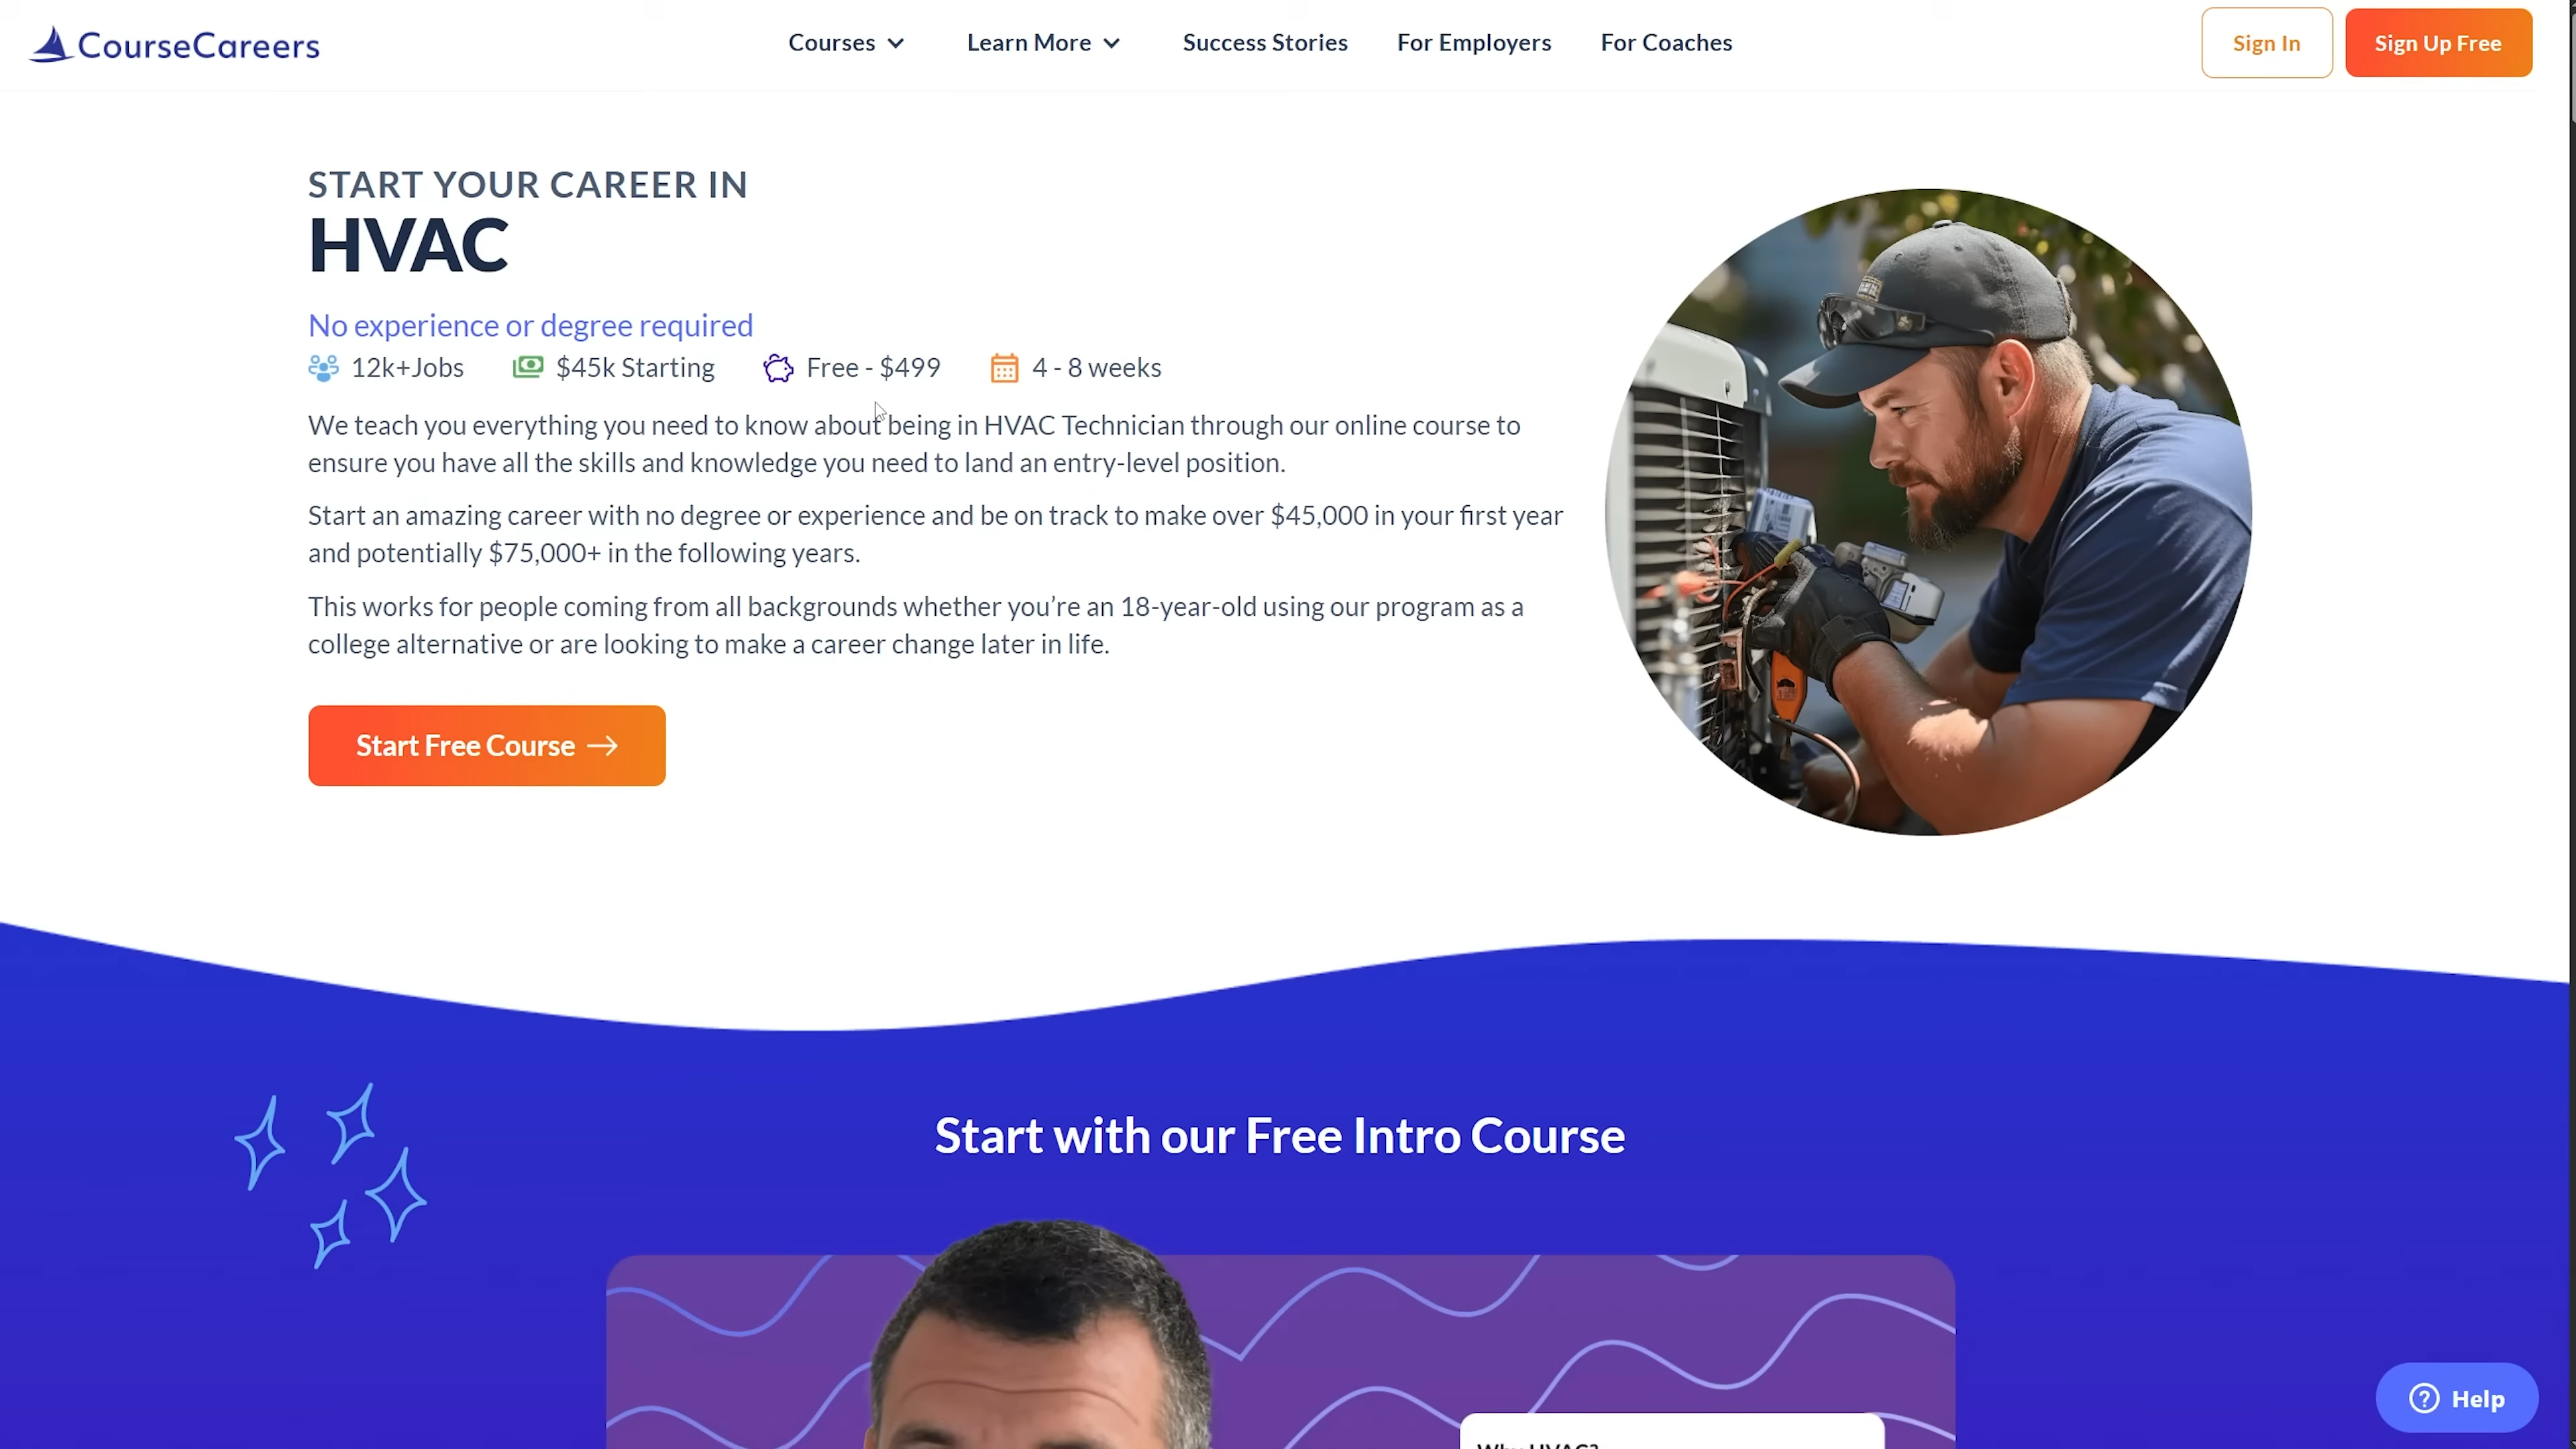 CourseCareers
Courses
Learn More
Success Stories
For Employers
For Coaches
Sign In
Sign Up Free
START YOUR CAREER IN
HVAC
No experience or degree required
12k+Jobs
$45k Starting
Free - $499
4 - 8 weeks
We teach you everything you need to know about being in HVAC Technician through our online course to
ensure you have all the skills and knowledge you need to land an entry-level position.
Start an amazing career with no degree or experience and be on track to make over $45,000 in your first year
and potentially $75,000+ in the following years.
This works for people coming from all backgrounds whether you’re an 18-year-old using our program as a
college alternative or are looking to make a career change later in life.
Start Free Course
Start with our Free Intro Course
Why HVAC?
Help